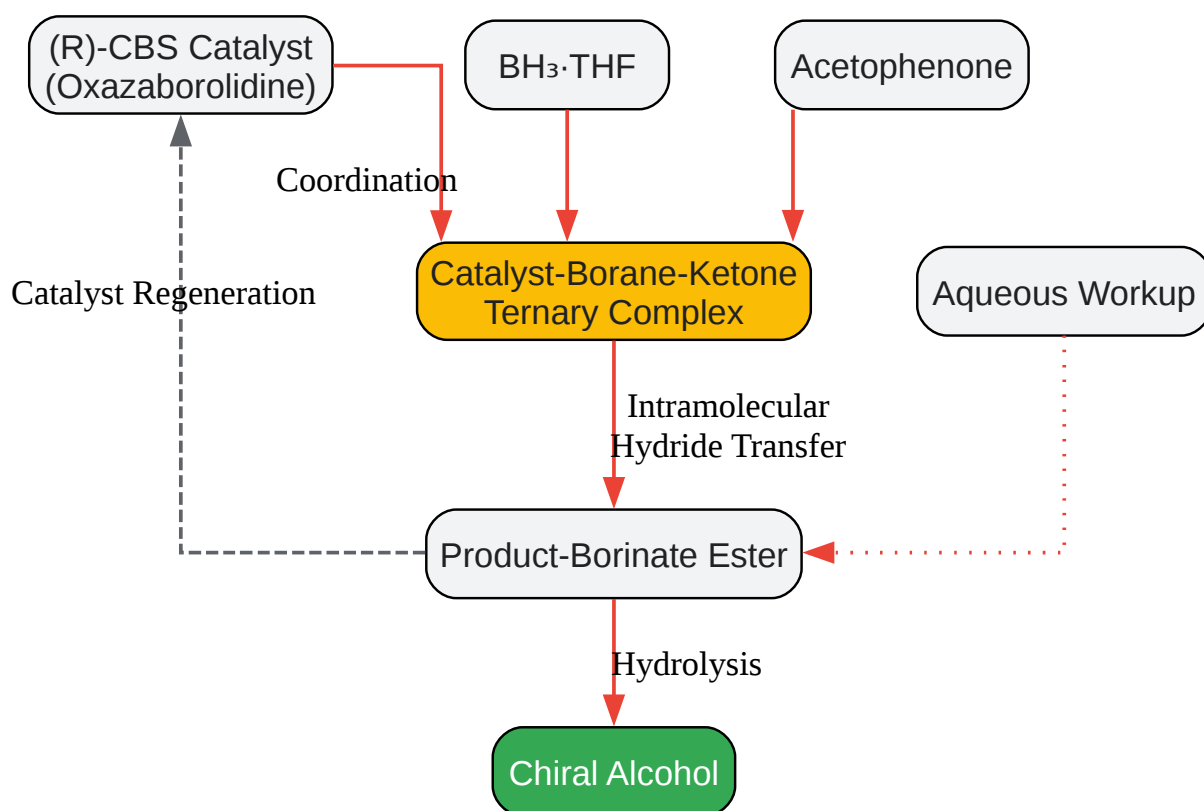 (R)-CBS Catalyst
(Oxazaborolidine)
BH₃·THF
Acetophenone
Coordination
Catalyst-Borane-Ketone
Ternary Complex
Aqueous Workup
Catalyst Regeneration
Intramolecular
Hydride Transfer
Product-Borinate Ester
Hydrolysis
Chiral Alcohol